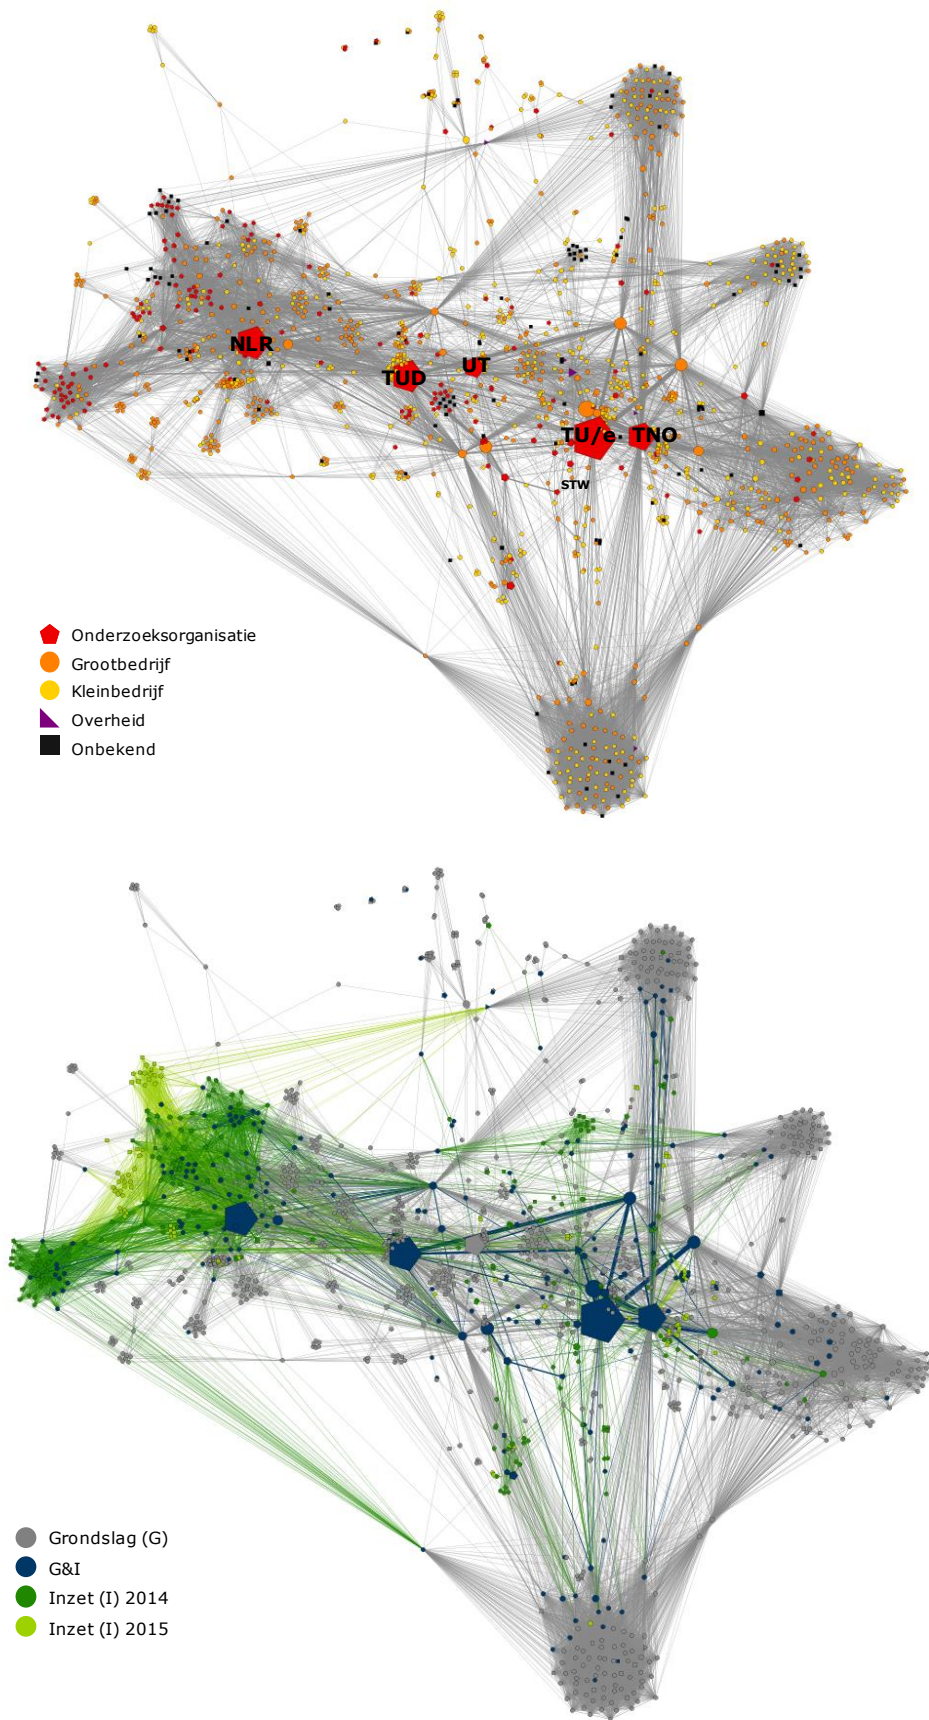 NLR
TUD
UT
TU/e
TNO
STW
Onderzoeksorganisatie
Grootbedrijf
Kleinbedrijf
Overheid
Onbekend
Grondslag (G)
G&I
Inzet (I) 2014
Inzet (I) 2015